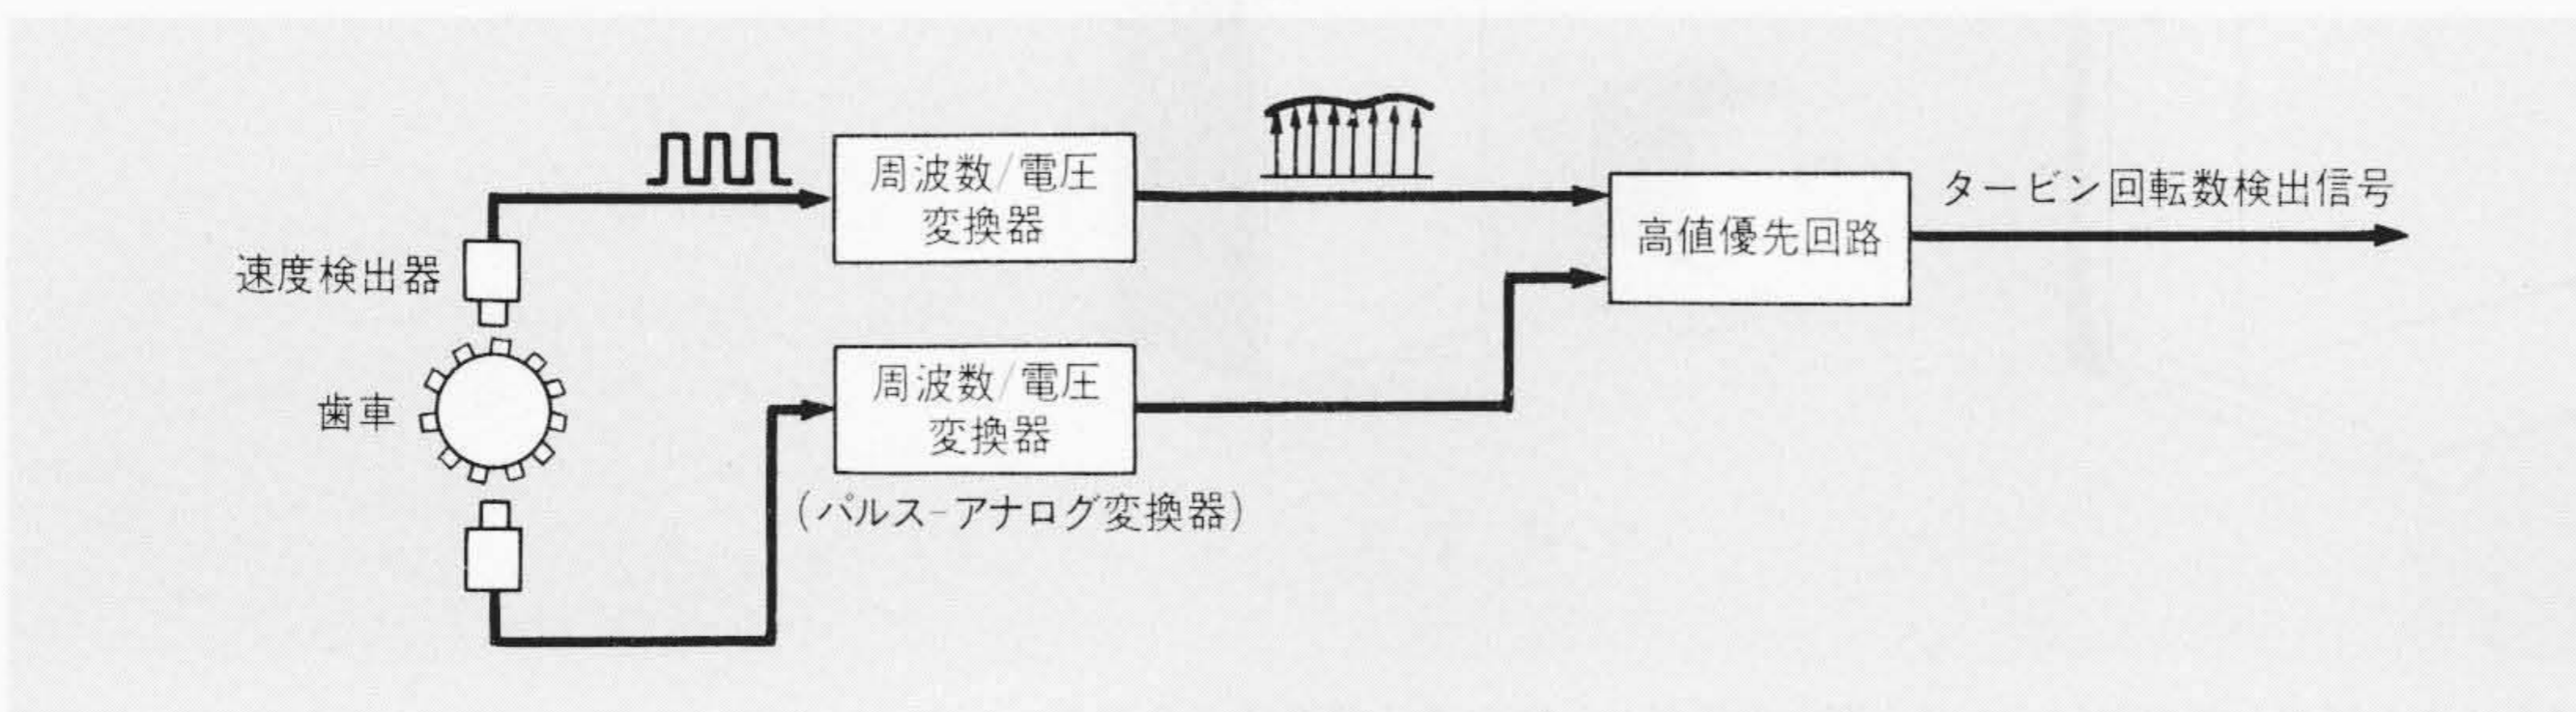 速度検出器
歯車
周波数/電圧
変換器
周波数/電圧
変換器
(パルス-アナログ変換器)
高値優先回路
タービン回転数検出信号